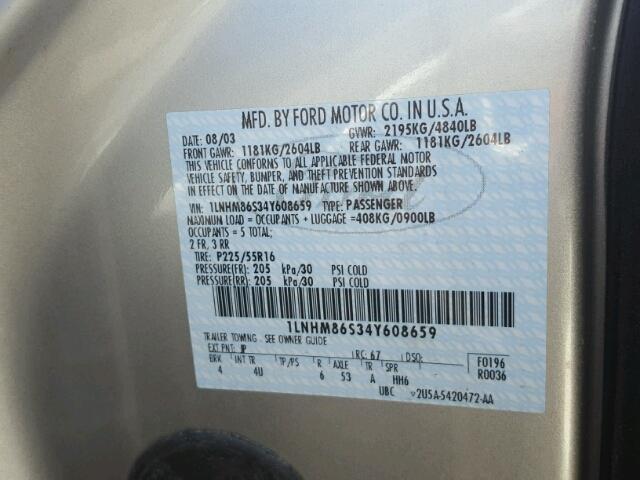 MFD. BY FORD MOTOR CO. IN U.S.A.
DATE: 08/03 GVWR: 2195KG/4840LB
FRONT GAWR: 1181KG/2604LB REAR GAWR: 1181KG/2604LB
THIS VEHICLE CONFORMS TO ALL APPLICABLE FEDERAL MOTOR
VEHICLE SAFETY, BUMPER, AND THEFT PREVENTION STANDARDS
IN EFFECT ON THE DATE OF MANUFACTURE SHOWN ABOVE.
VIN: 1LNHM86S34Y608659 TYPE: PASSENGER
MAXIMUM LOAD = OCCUPANTS + LUGGAGE =408KG/0900LB
OCCUPANTS = 5 TOTAL:
2 FR, 3 RR
TIRE: P225/55R16
PRESSURE(FR): 205 kPa/30 PSI COLD
PRESSURE(RR): 205 kPa/30 PSI COLD
1LNHM86S34Y608659
TRAILER TOWING - SEE OWNER GUIDE
EXT PNT: JP RC: 67 DSO: F0196
BRK INT TR TP/PS R AXLE TR SPR R0036
4 4U 6 53 A HH6
UBC 2U5A-5420472-AA